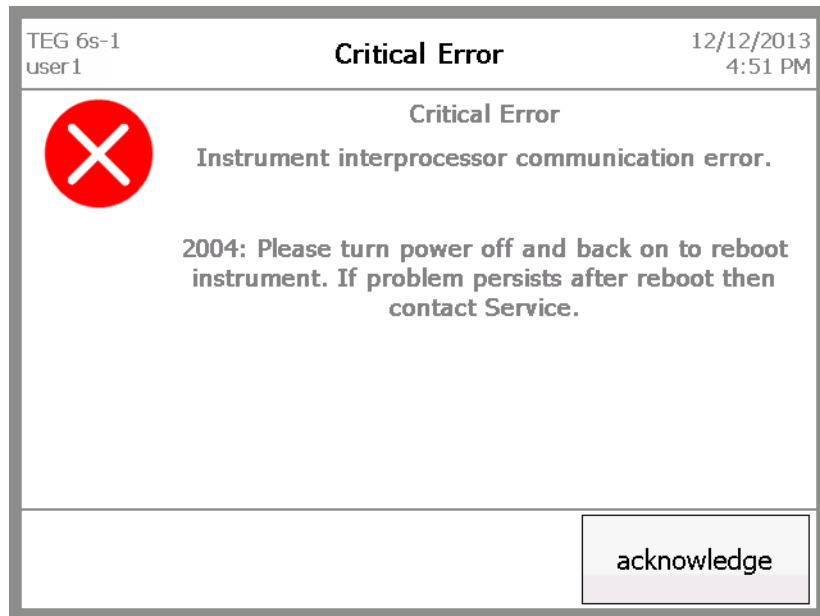 TEG 6s-1
user1
Critical Error
12/12/2013
4:51 PM
Critical Error
Instrument interprocessor communication error.
2004: Please turn power off and back on to reboot
instrument. If problem persists after reboot then
contact Service.
acknowledge